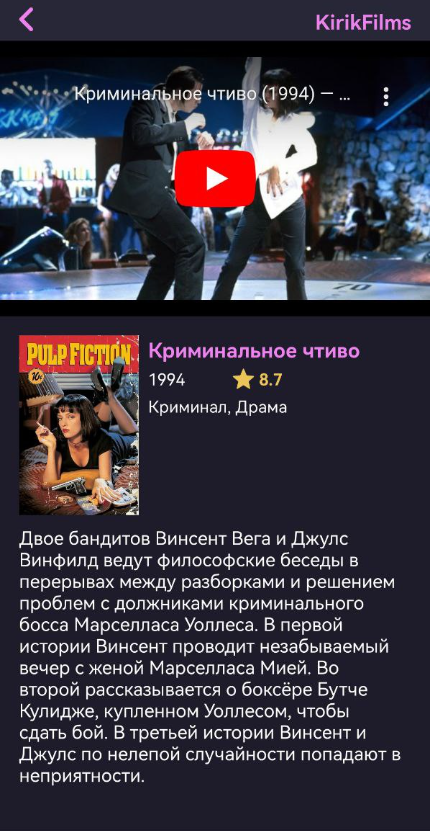 KirikFilms
Криминальное чтиво (1994) — ...
PULP FICTION
10¢
Криминальное чтиво
1994
8.7
Криминал, Драма
Двое бандитов Винсент Вега и Джулс
Винфилд ведут философские беседы в
перерывах между разборками и решением
проблем с должниками криминального
босса Марселласа Уоллеса. В первой
истории Винсент проводит незабываемый
вечер с женой Марселласа Мией. Во
второй рассказывается о боксёре Бутче
Кулидже, купленном Уоллесом, чтобы
сдать бой. В третьей истории Винсент и
Джулс по нелепой случайности попадают в
неприятности.